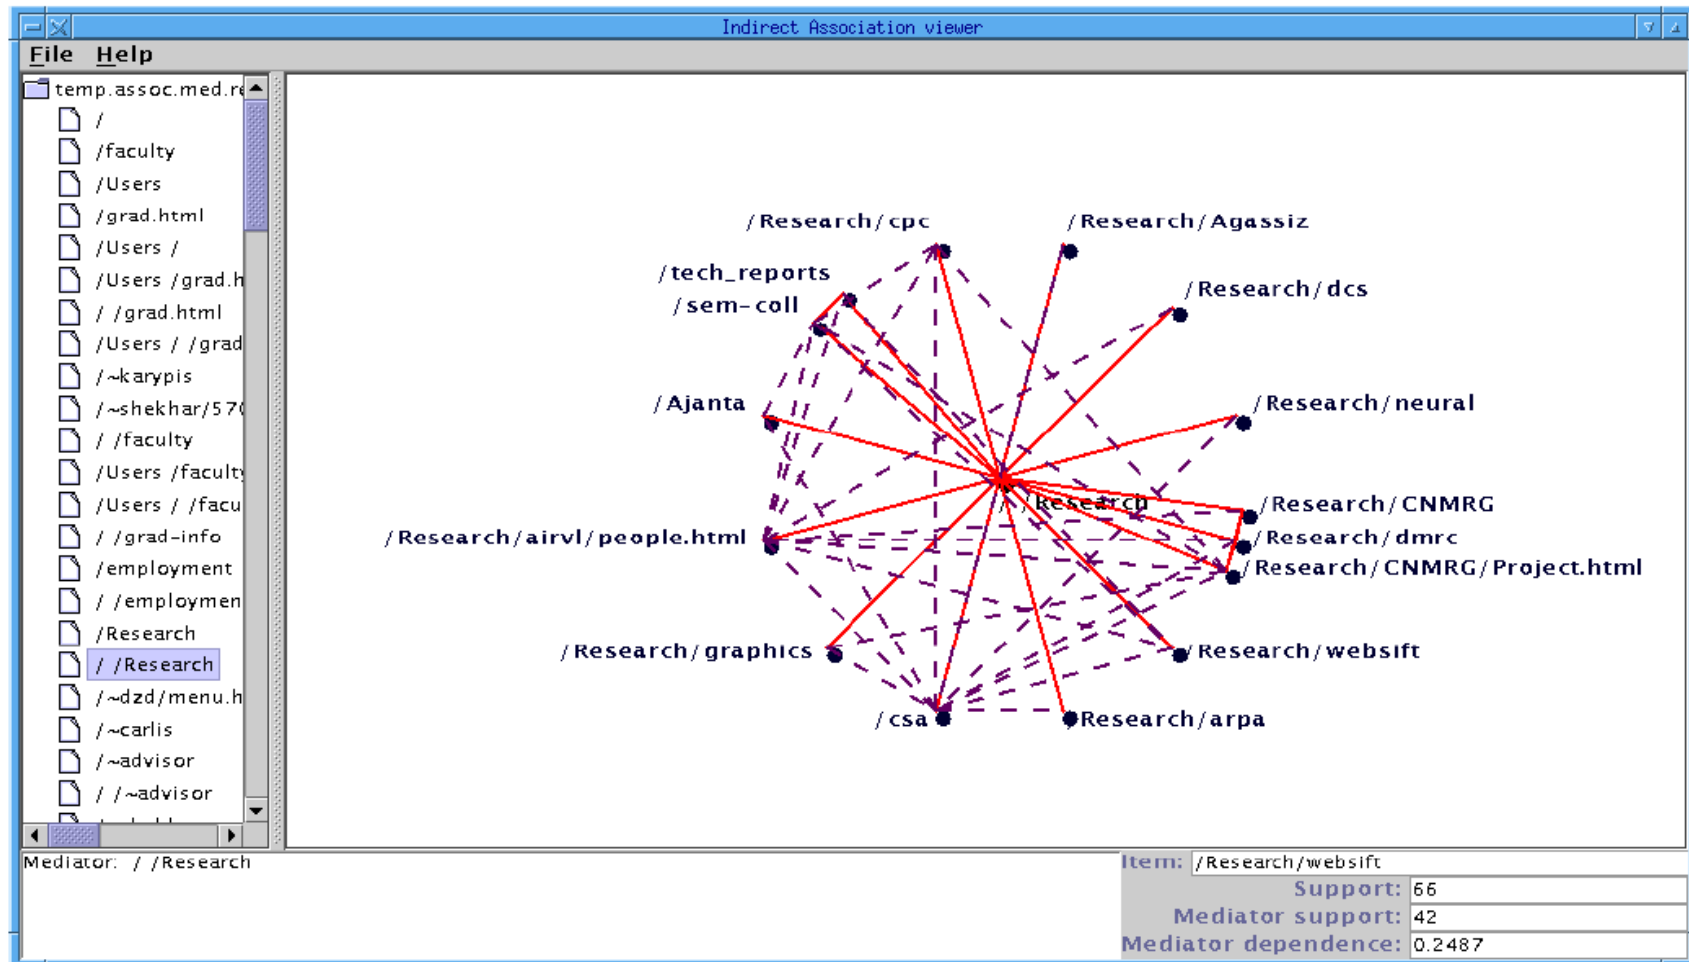 Indirect Association viewer
File Help
temp.assoc.med.re
/
/faculty
/Users
/grad.html
/Users /
/Users /grad.h
/ /grad.html
/Users / /grad
/~karypis
/~shekhar/570
/ /faculty
/Users /faculty
/Users / /facu
/ /grad-info
/employment
/ /employmen
/Research
/ /Research
/~dzd/menu.h
/~carlis
/~advisor
/ /~advisor
/Research/cpc
/Research/Agassiz
/tech_reports
/Research/dcs
/sem-coll
/Ajanta
/Research/neural
/ /Research
/Research/CNMRG
/Research/airvl/people.html
/Research/dmrc
/Research/CNMRG/Project.html
/Research/graphics
/Research/websift
/csa
/Research/arpa
Mediator: / /Research
Item: /Research/websift
Support: 66
Mediator support: 42
Mediator dependence: 0.2487